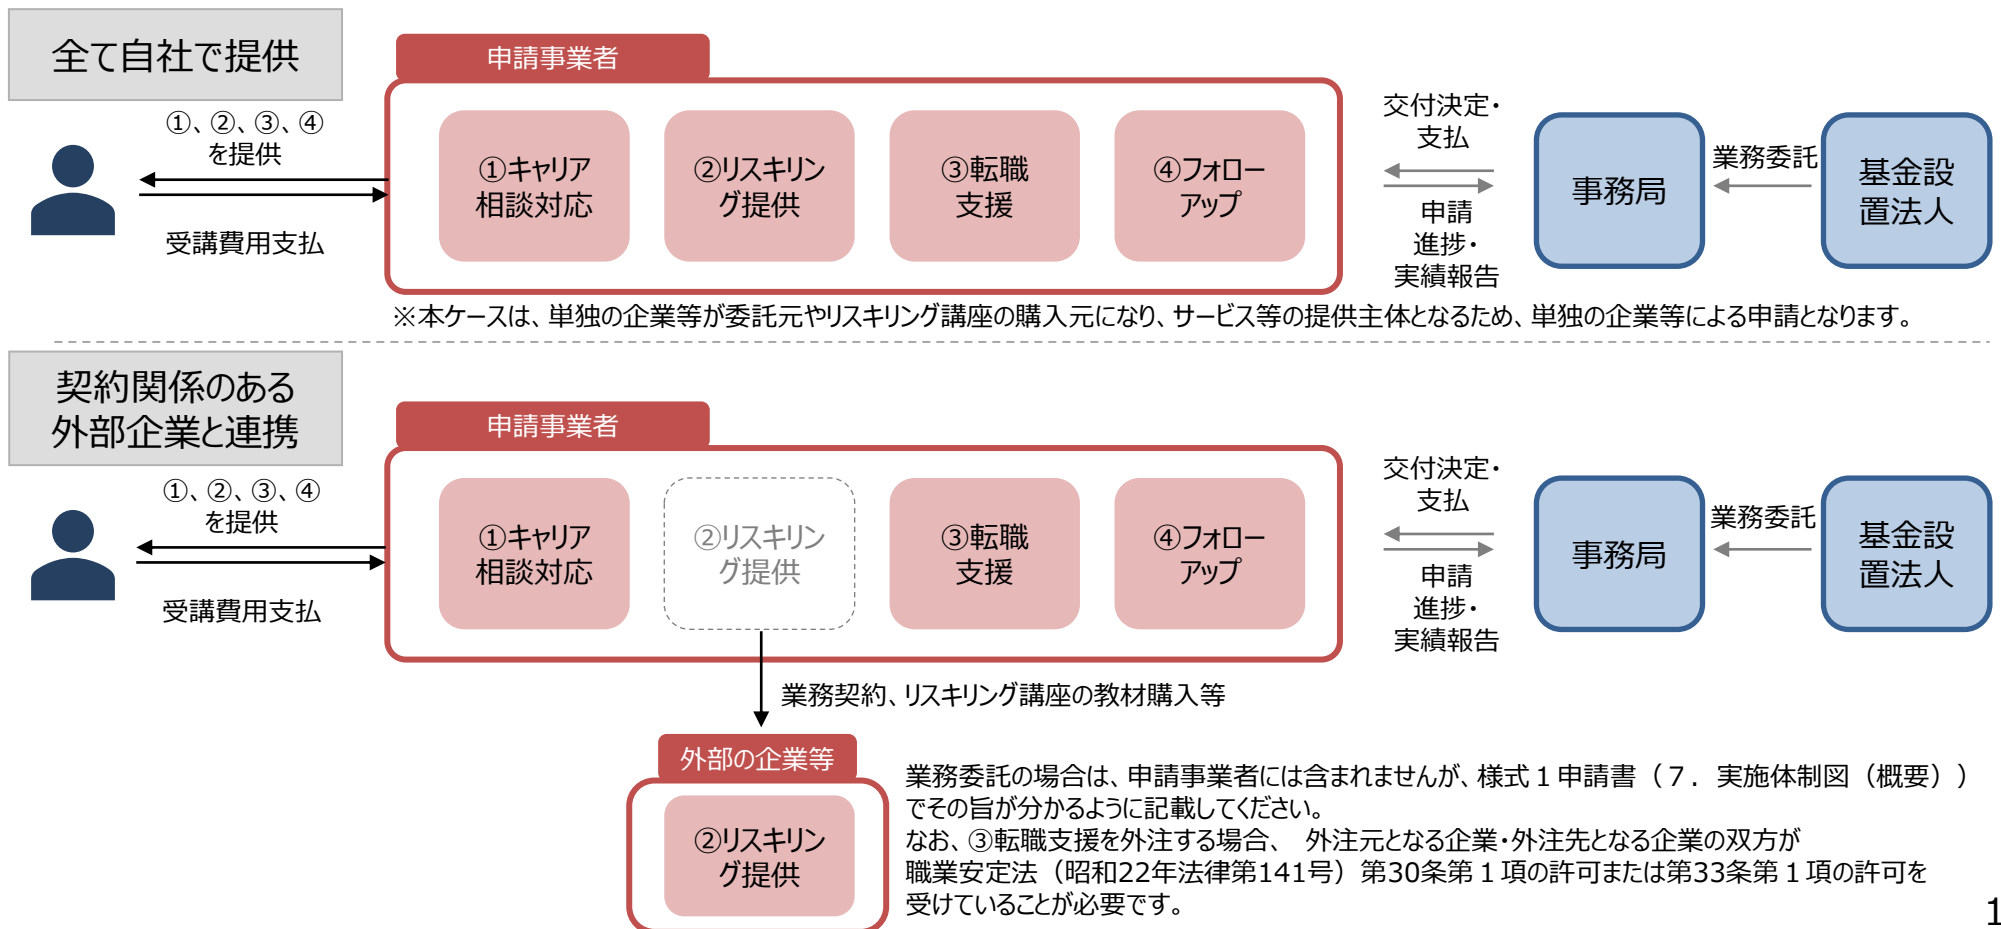 全て自社で提供
申請事業者
①、②、③、④
を提供
受講費用支払
①キャリア
相談対応
②リスキリン
グ提供
③転職
支援
④フォロー
アップ
交付決定・
支払
申請
進捗・
実績報告
事務局
業務委託
基金設
置法人
※本ケースは、単独の企業等が委託元やリスキリング講座の購入元になり、サービス等の提供主体となるため、単独の企業等による申請となります。
契約関係のある
外部企業と連携
申請事業者
①、②、③、④
を提供
受講費用支払
①キャリア
相談対応
②リスキリン
グ提供
③転職
支援
④フォロー
アップ
交付決定・
支払
申請
進捗・
実績報告
事務局
業務委託
基金設
置法人
業務契約、リスキリング講座の教材購入等
外部の企業等
②リスキリン
グ提供
業務委託の場合は、申請事業者には含まれませんが、様式１申請書（７．実施体制図（概要））
でその旨が分かるように記載してください。
なお、③転職支援を外注する場合、 外注元となる企業・外注先となる企業の双方が
職業安定法（昭和22年法律第141号）第30条第１項の許可または第33条第１項の許可を
受けていることが必要です。
1